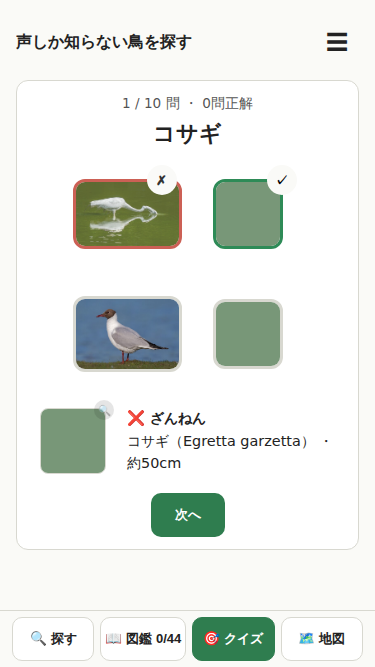 声しか知らない鳥を探す
1 / 10 問 ・ 0問正解
コサギ
✗
✓
❌ ざんねん
コサギ（Egretta garzetta） ・
約50cm
次へ
🔍 探す
📖 図鑑 0/44
🎯 クイズ
🗺️ 地図